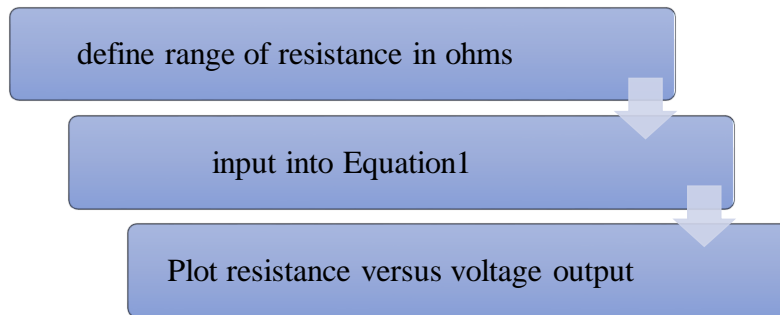 define range of resistance in ohms
input into Equation1
Plot resistance versus voltage output